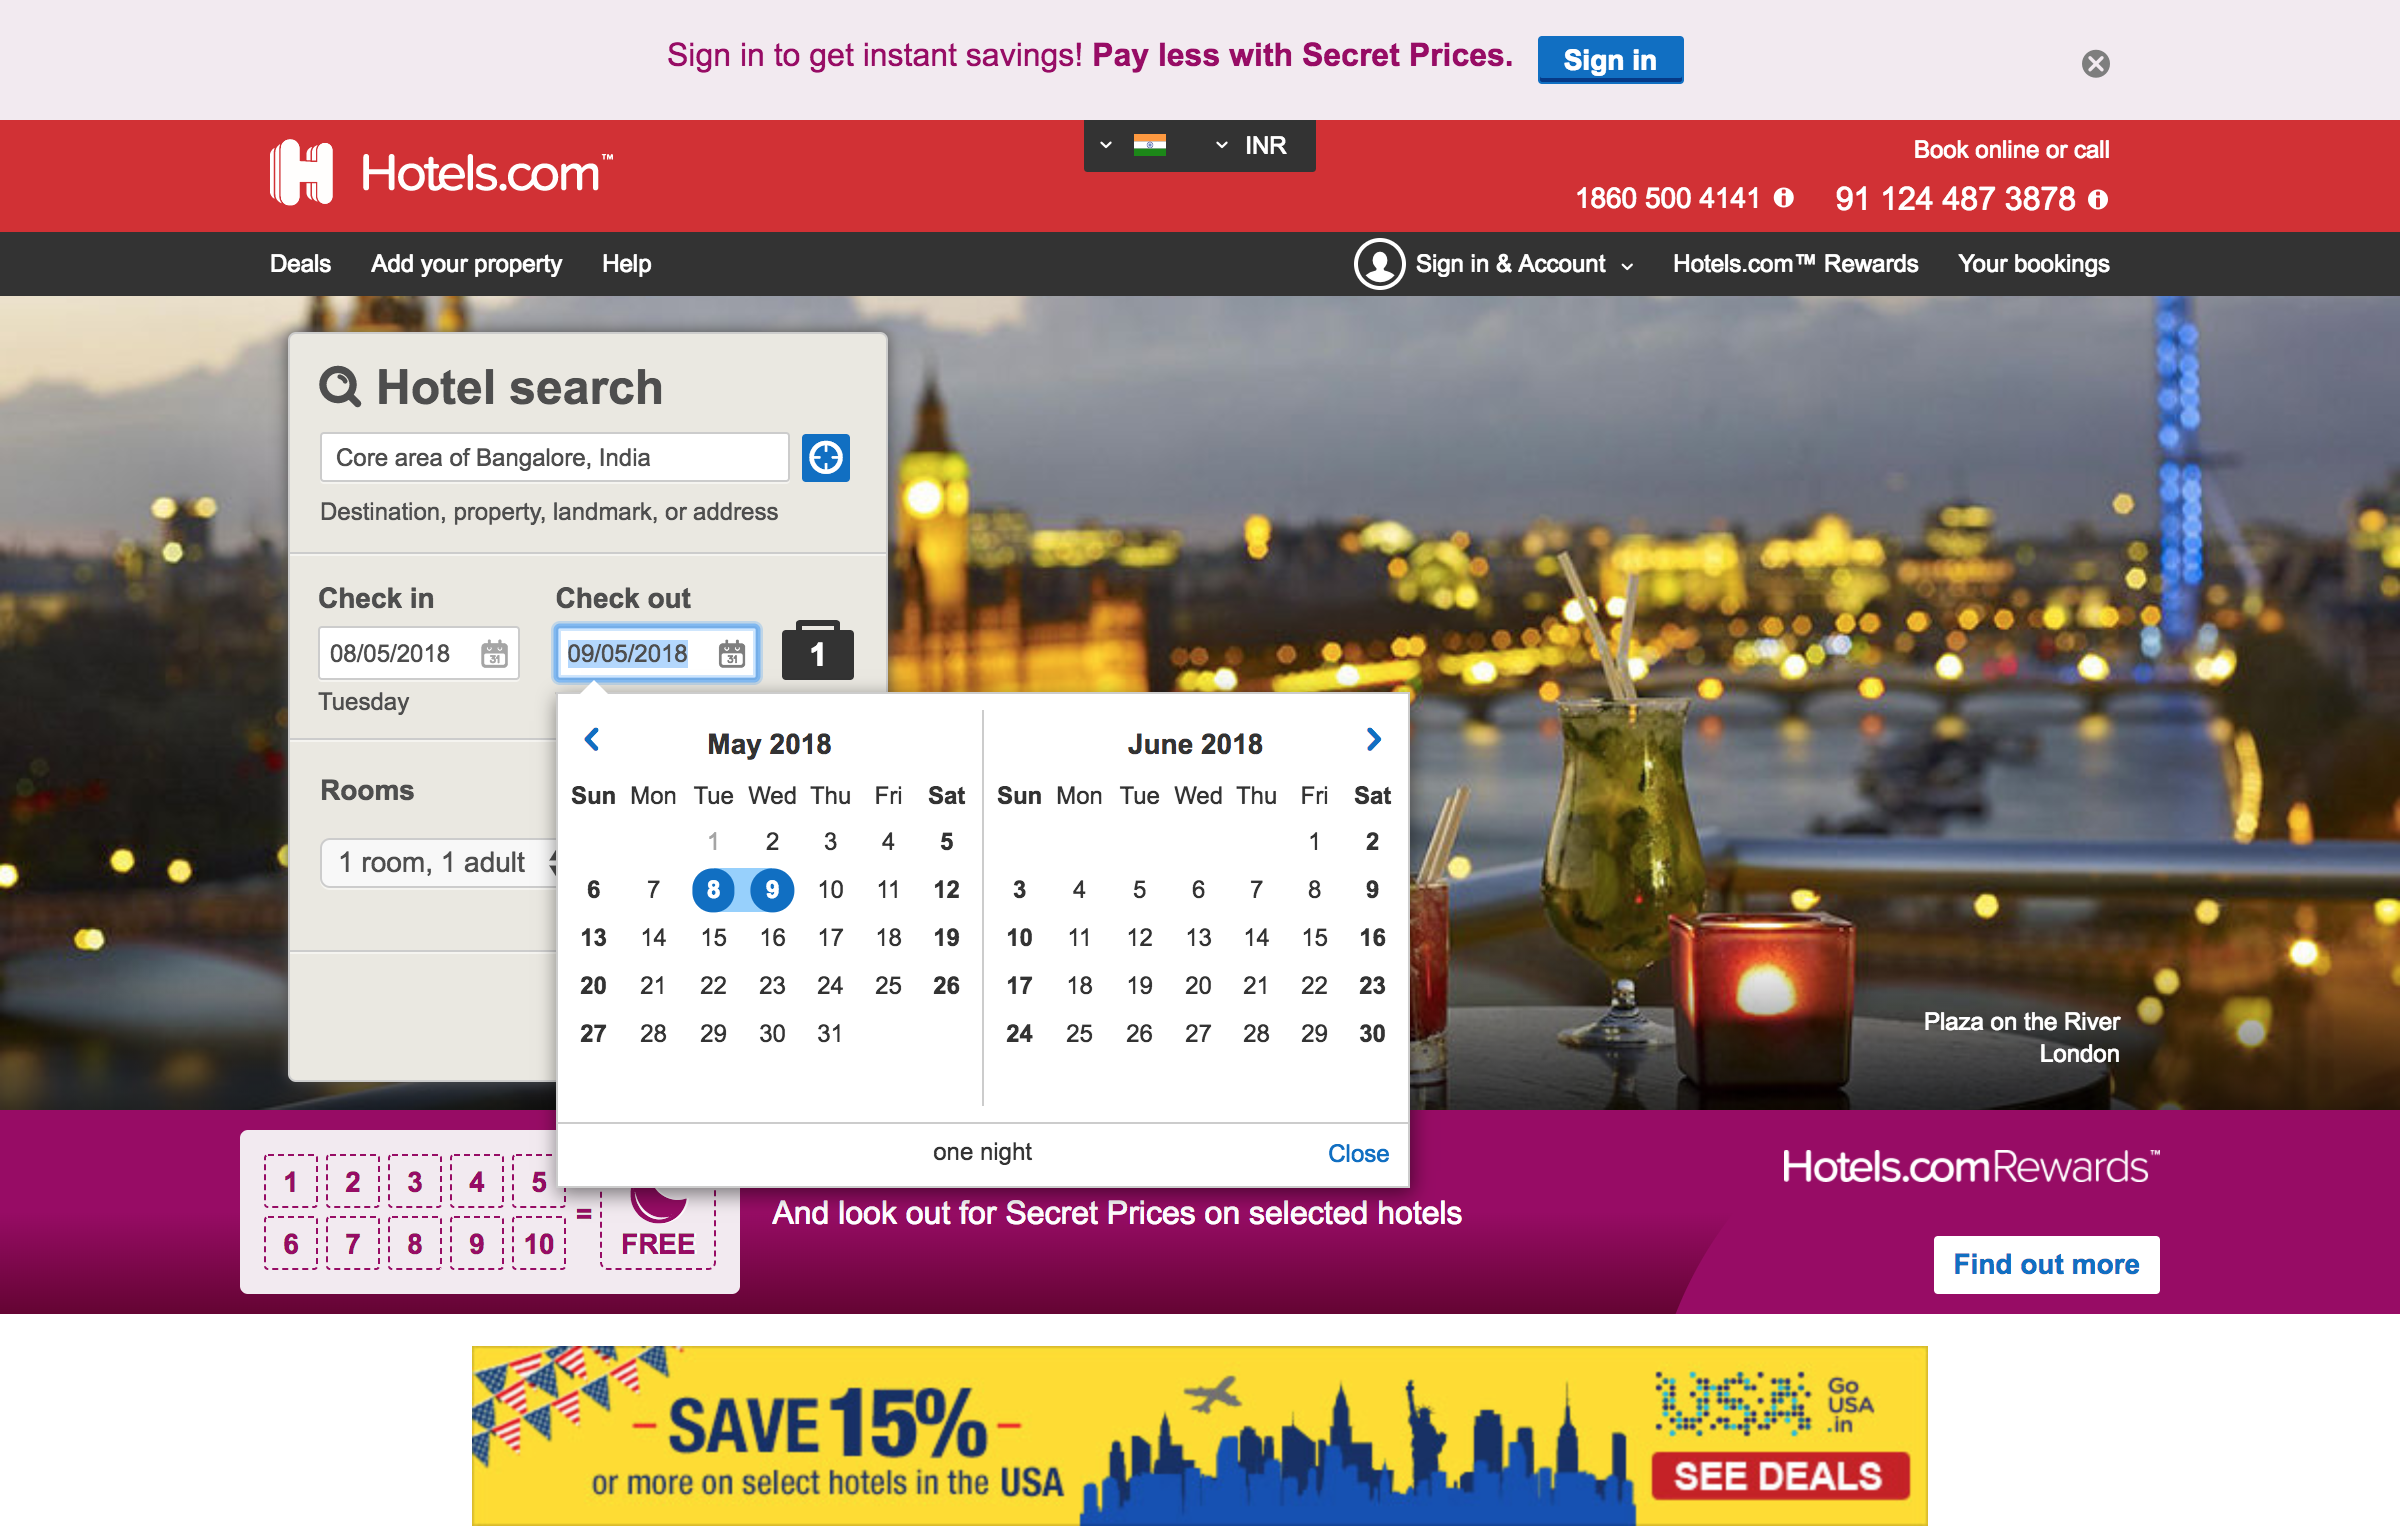 Sign in to get instant savings! Pay less with Secret Prices. Sign in
Hotels.com™
INR
Book online or call
1860 500 4141 91 124 487 3878
Deals Add your property Help
Sign in & Account Hotels.com™ Rewards Your bookings
Hotel search
Core area of Bangalore, India
Destination, property, landmark, or address
Check in Check out
08/05/2018 31 09/05/2018 31 1
Tuesday
Rooms
1 room, 1 adult
May 2018
Sun Mon Tue Wed Thu Fri Sat
1 2 3 4 5
6 7 8 9 10 11 12
13 14 15 16 17 18 19
20 21 22 23 24 25 26
27 28 29 30 31
June 2018
Sun Mon Tue Wed Thu Fri Sat
1 2
3 4 5 6 7 8 9
10 11 12 13 14 15 16
17 18 19 20 21 22 23
24 25 26 27 28 29 30
one night Close
Plaza on the River
London
1 2 3 4 5
6 7 8 9 10
= FREE
And look out for Secret Prices on selected hotels
Hotels.comRewards™
Find out more
– SAVE 15% –
or more on select hotels in the USA
USA
Go
USA
.in
SEE DEALS